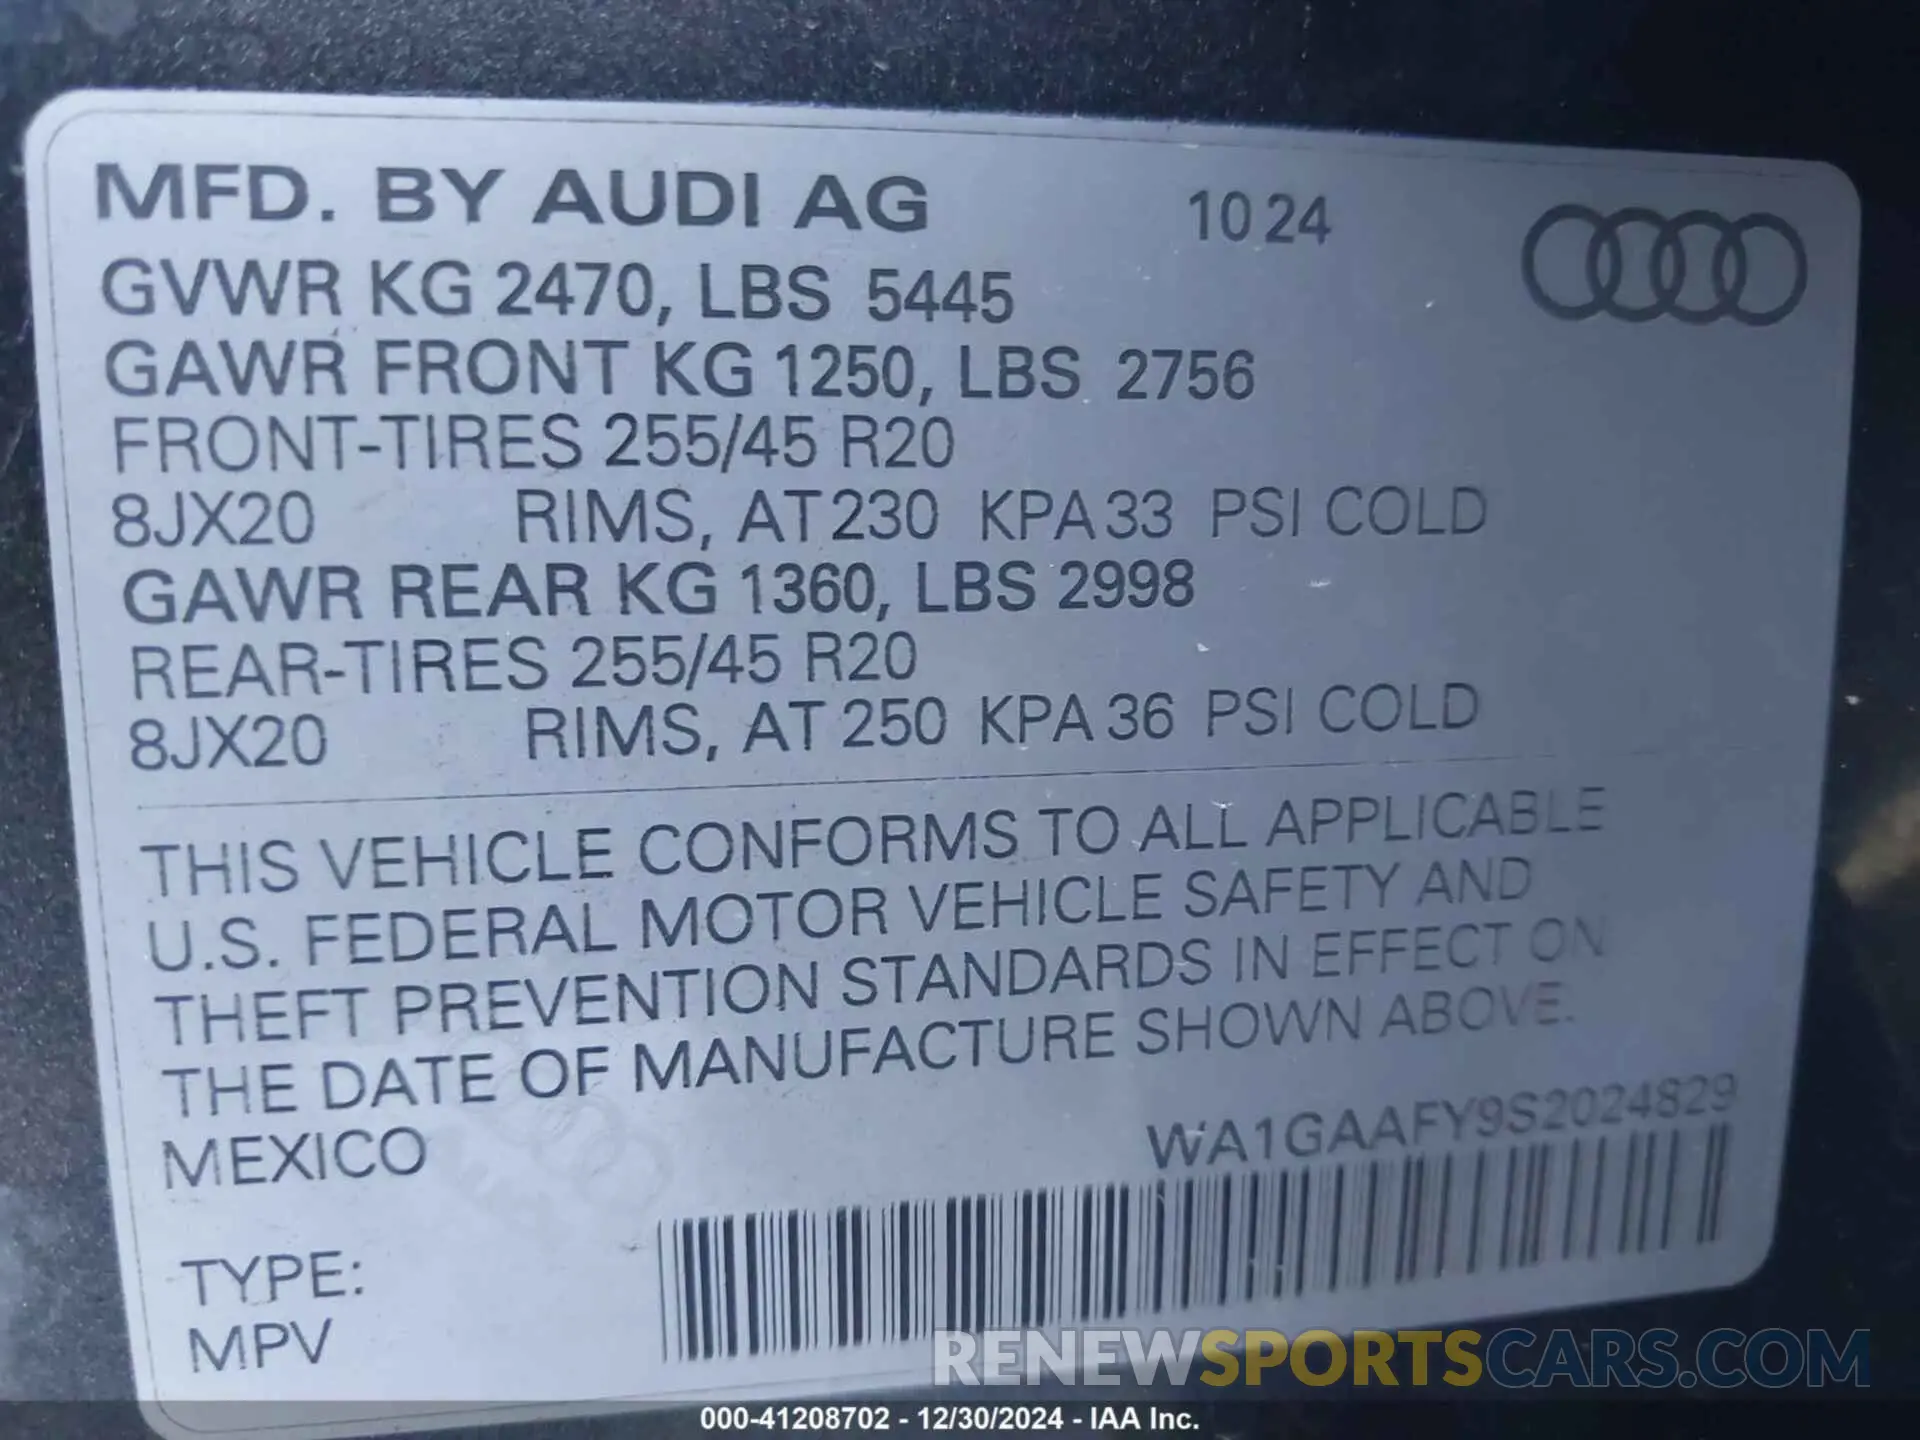 MFD. BY AUDI AG 10 24
GVWR KG 2470, LBS 5445
GAWR FRONT KG 1250, LBS 2756
FRONT-TIRES 255/45 R20
8JX20 RIMS, AT 230 KPA 33 PSI COLD
GAWR REAR KG 1360, LBS 2998
REAR-TIRES 255/45 R20
8JX20 RIMS, AT 250 KPA 36 PSI COLD
THIS VEHICLE CONFORMS TO ALL APPLICABLE
U.S. FEDERAL MOTOR VEHICLE SAFETY AND
THEFT PREVENTION STANDARDS IN EFFECT ON
THE DATE OF MANUFACTURE SHOWN ABOVE.
MEXICO
WA1GAAFY9S2024829
TYPE:
MPV
RENEWSPORTSCARS.COM
000-41208702 - 12/30/2024 - IAA Inc.